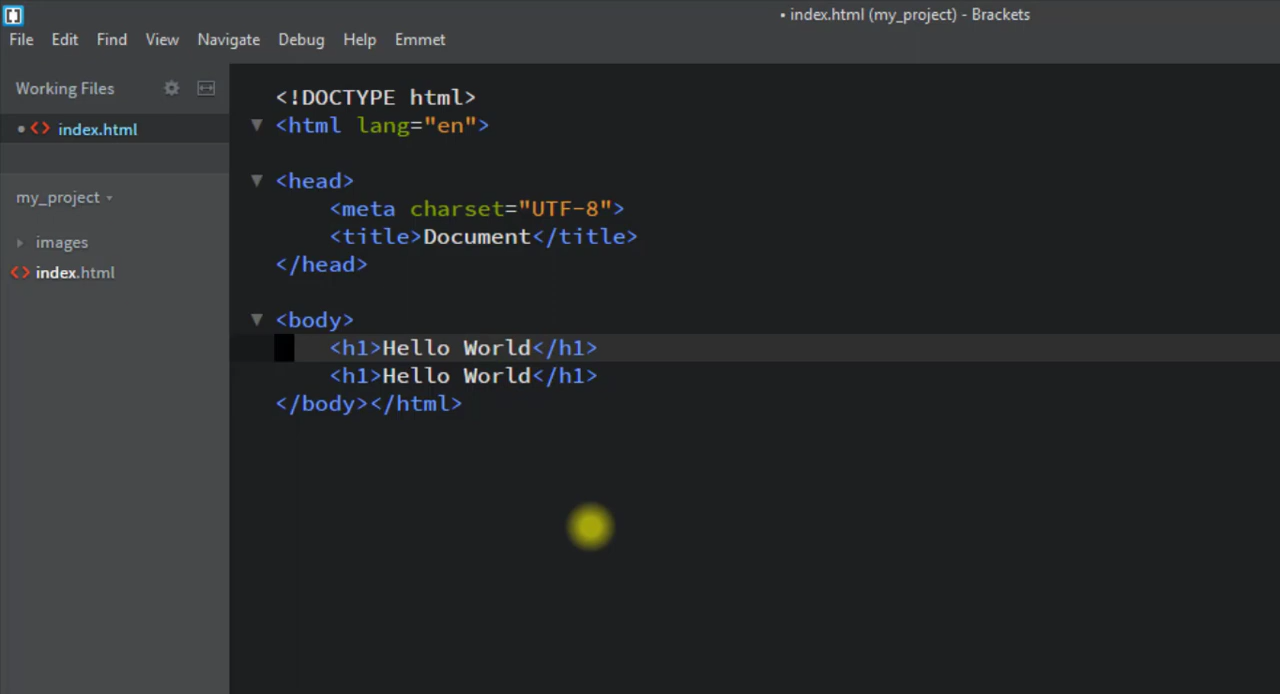 • index.html (my_project) - Brackets
File Edit Find View Navigate Debug Help Emmet
Working Files
index.html
my_project
images
index.html
<!DOCTYPE html>
<html lang="en">
<head>
<meta charset="UTF-8">
<title>Document</title>
</head>
<body>
<h1>Hello World</h1>
<h1>Hello World</h1>
</body></html>